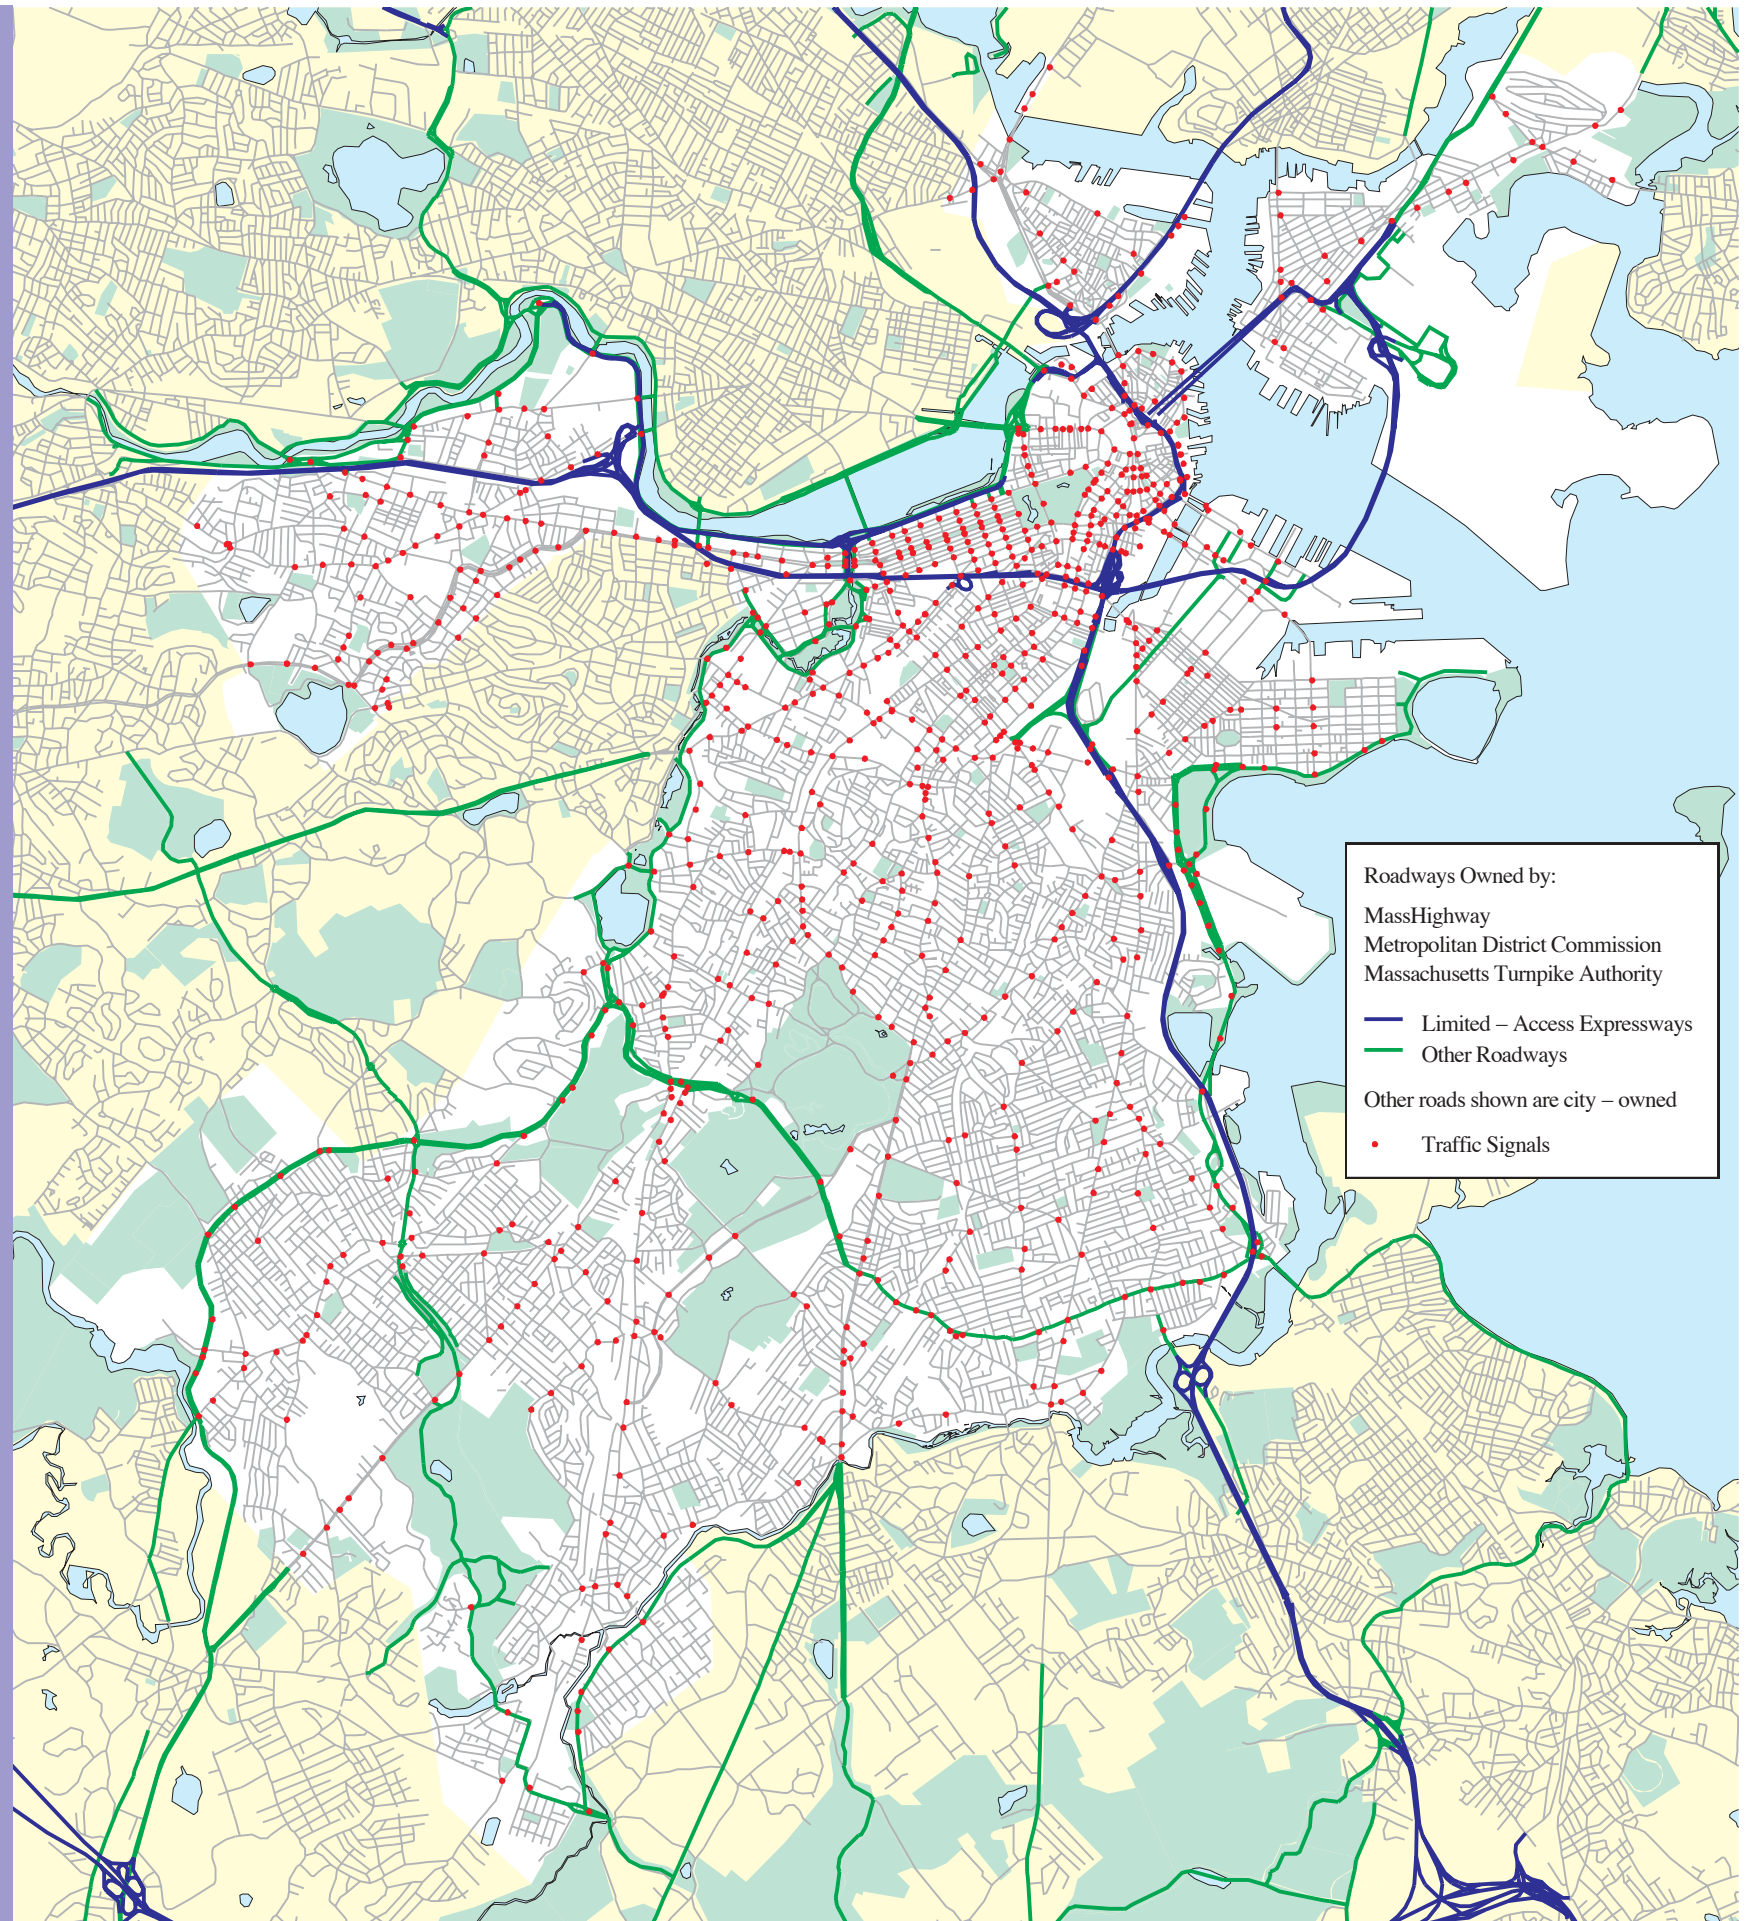 Roadways Owned by:
MassHighway
Metropolitan District Commission
Massachusetts Turnpike Authority
Limited – Access Expressways
Other Roadways
Other roads shown are city – owned
Traffic Signals